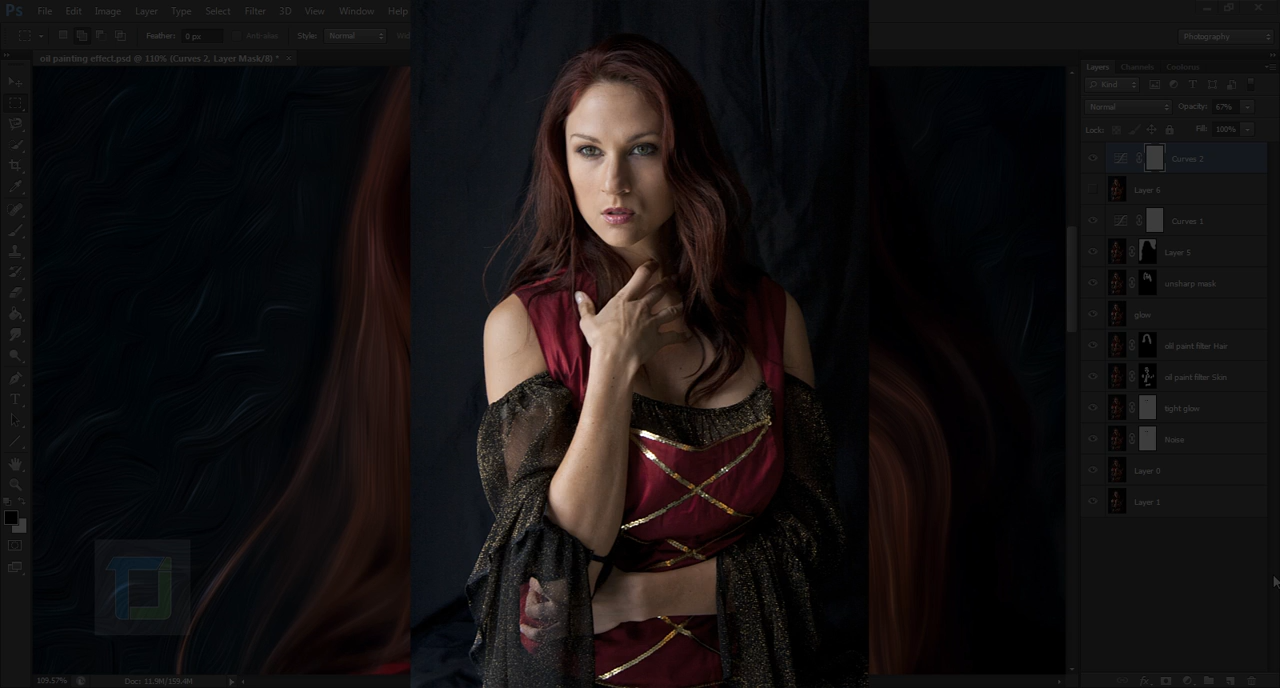 Ps File Edit Image Layer Type Select Filter 3D View Window Help
Feather: 0 px Anti-alias Style: Normal Photography
oil painting effect.psd @ 110% (Curves 2, Layer Mask/8) *
Layers Channels
Kind
Normal Opacity: 67%
Lock: Fill: 100%
Curves 2
Layer 6
Curves 1
Layer 5
unsharp mask
glow
oill paint filter Hair
oil paint filter Skin
tight glow
Noise
Layer 0
Layer 1
109.57% Doc: 11.9M/159.4M